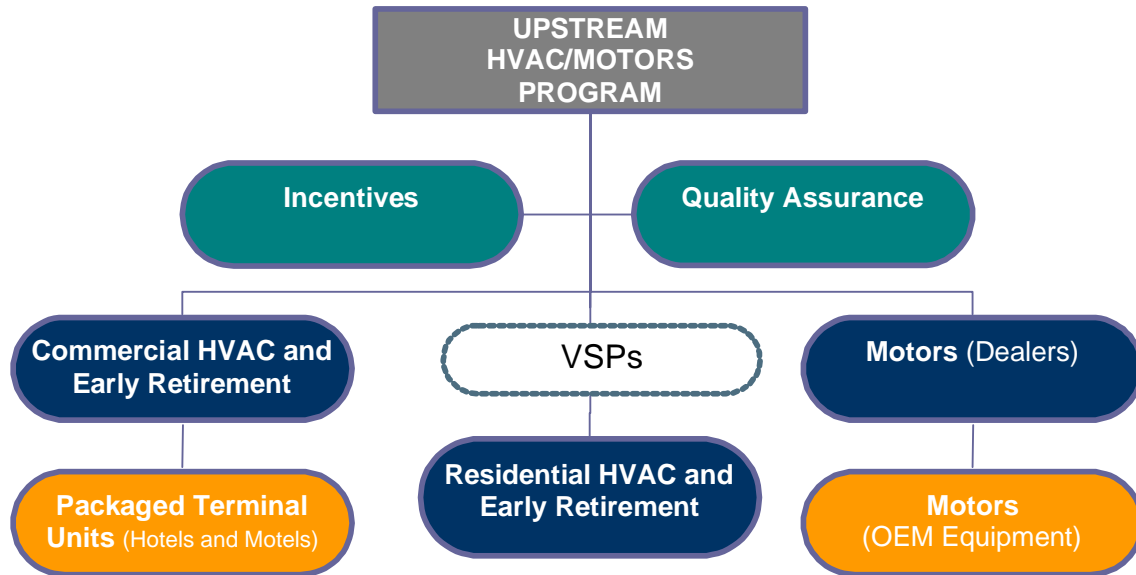 UPSTREAM
HVAC/MOTORS
PROGRAM
Incentives
Quality Assurance
Commercial HVAC and
Early Retirement
VSPs
Motors (Dealers)
Packaged Terminal
Units (Hotels and Motels)
Residential HVAC and
Early Retirement
Motors
(OEM Equipment)